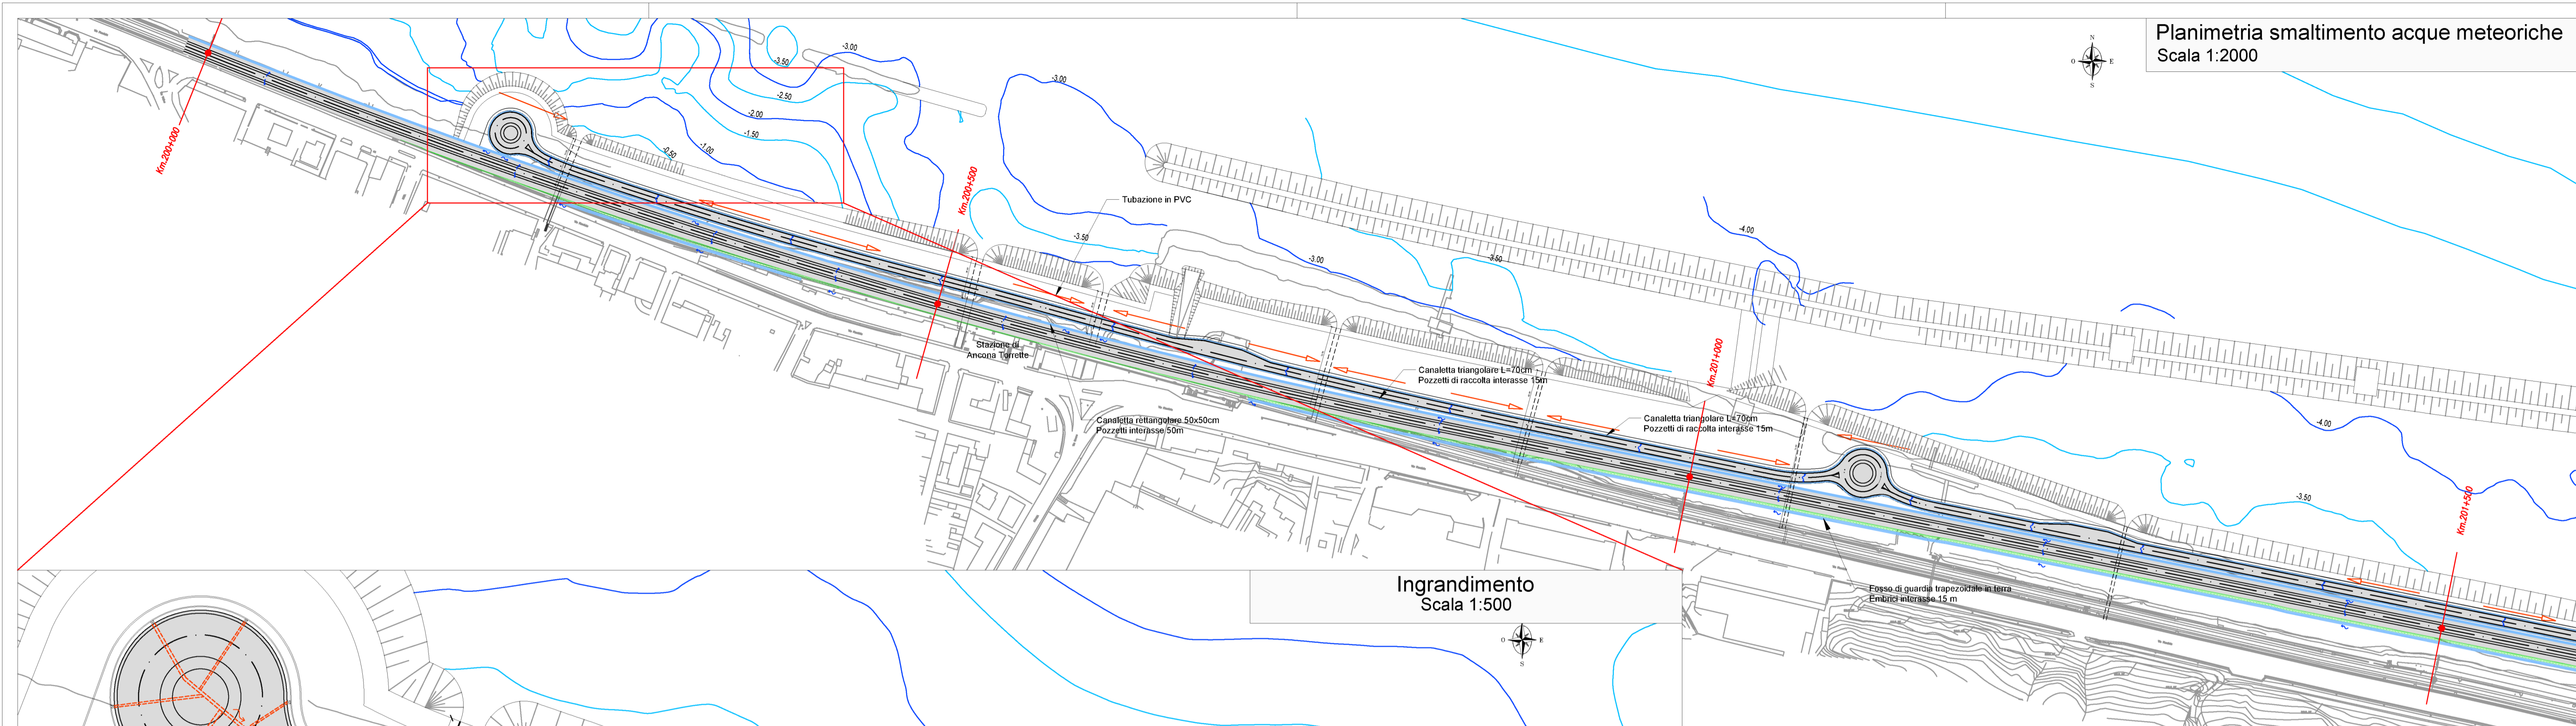 Planimetria smaltimento acque meteoriche
Scala 1:2000
N
O E
S
Km.200+000
-3.00
-3.50
-2.50
-2.00
-1.50
-1.00
-0.50
-3.00
Km.200+500
Tubazione in PVC
-3.50
-3.00
-3.50
-4.00
Stazione di
Ancona Torrette
Canaletta rettangolare 50x50cm
Pozzetti interasse 50m
Canaletta triangolare L=70cm
Pozzetti di raccolta interasse 15m
Km.201+000
Canaletta triangolare L=70cm
Pozzetti di raccolta interasse 15m
-4.00
-3.50
Km.201+500
Fosso di guardia trapezoidale in terra
Embrici interasse 15 m
Ingrandimento
Scala 1:500
O E
S